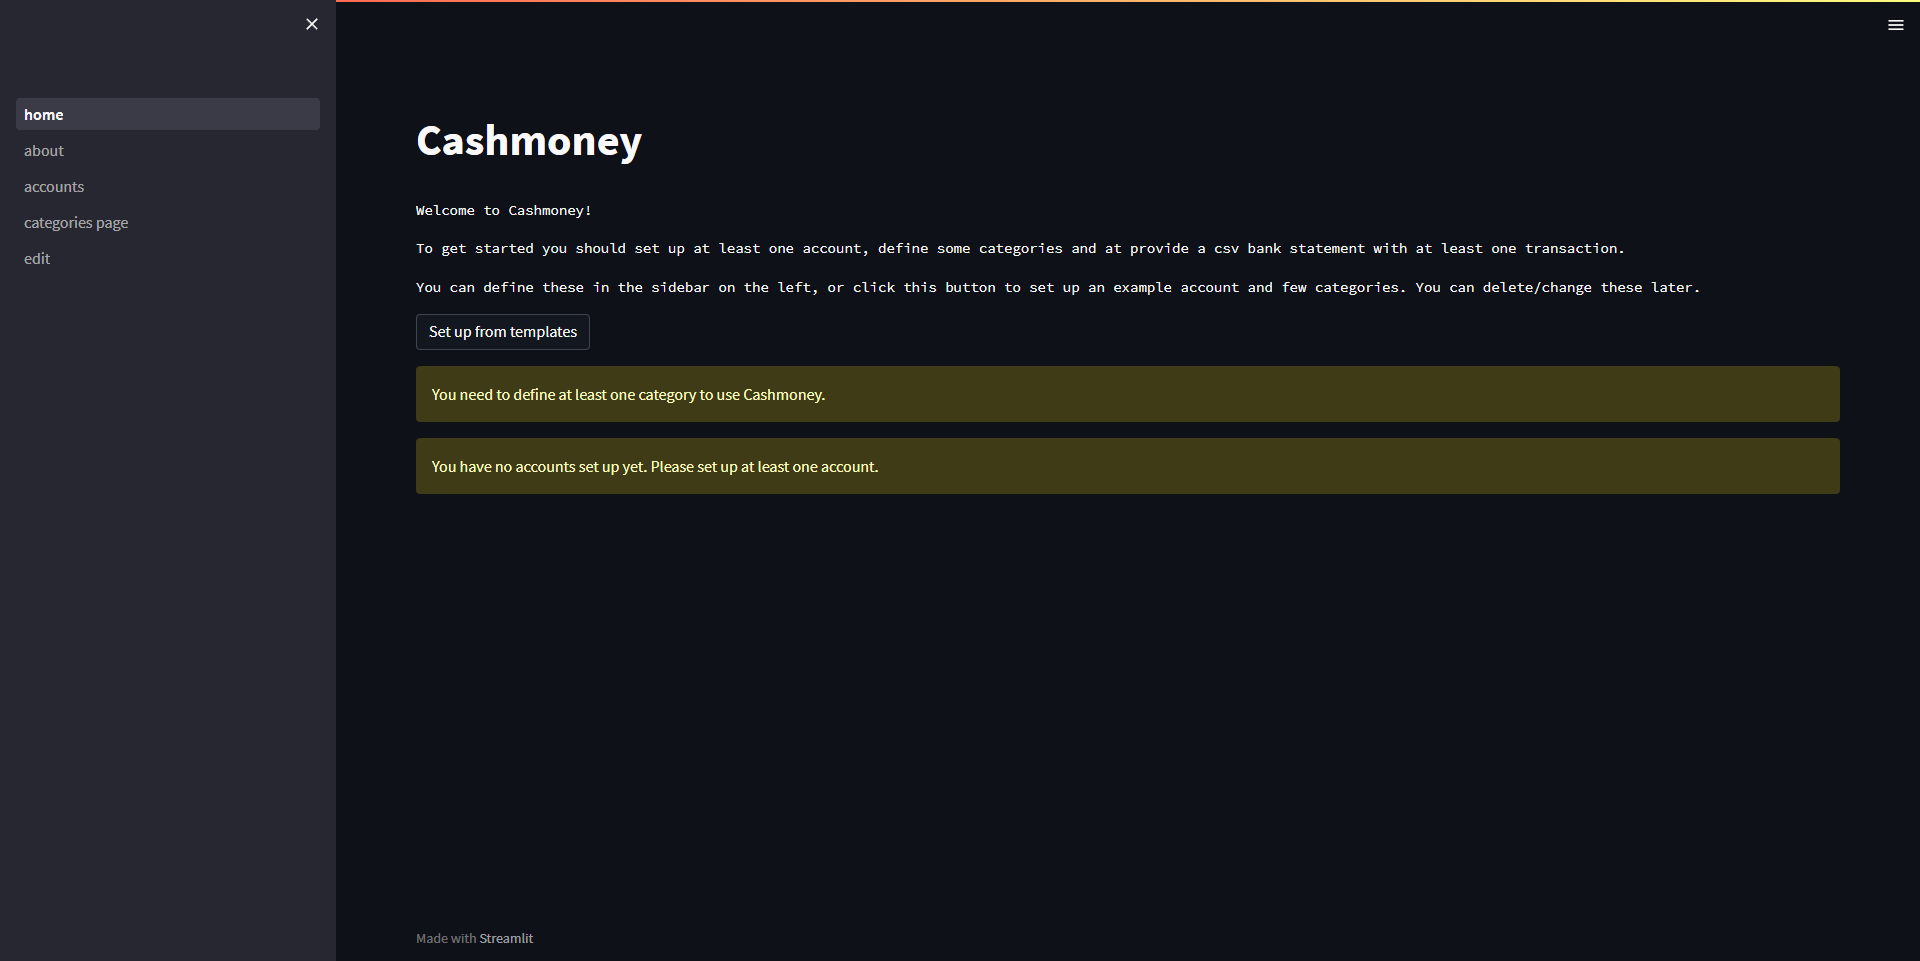 home
about
accounts
categories page
edit
Cashmoney
Welcome to Cashmoney!
To get started you should set up at least one account, define some categories and at provide a csv bank statement with at least one transaction.
You can define these in the sidebar on the left, or click this button to set up an example account and few categories. You can delete/change these later.
Set up from templates
You need to define at least one category to use Cashmoney.
You have no accounts set up yet. Please set up at least one account.
Made with Streamlit